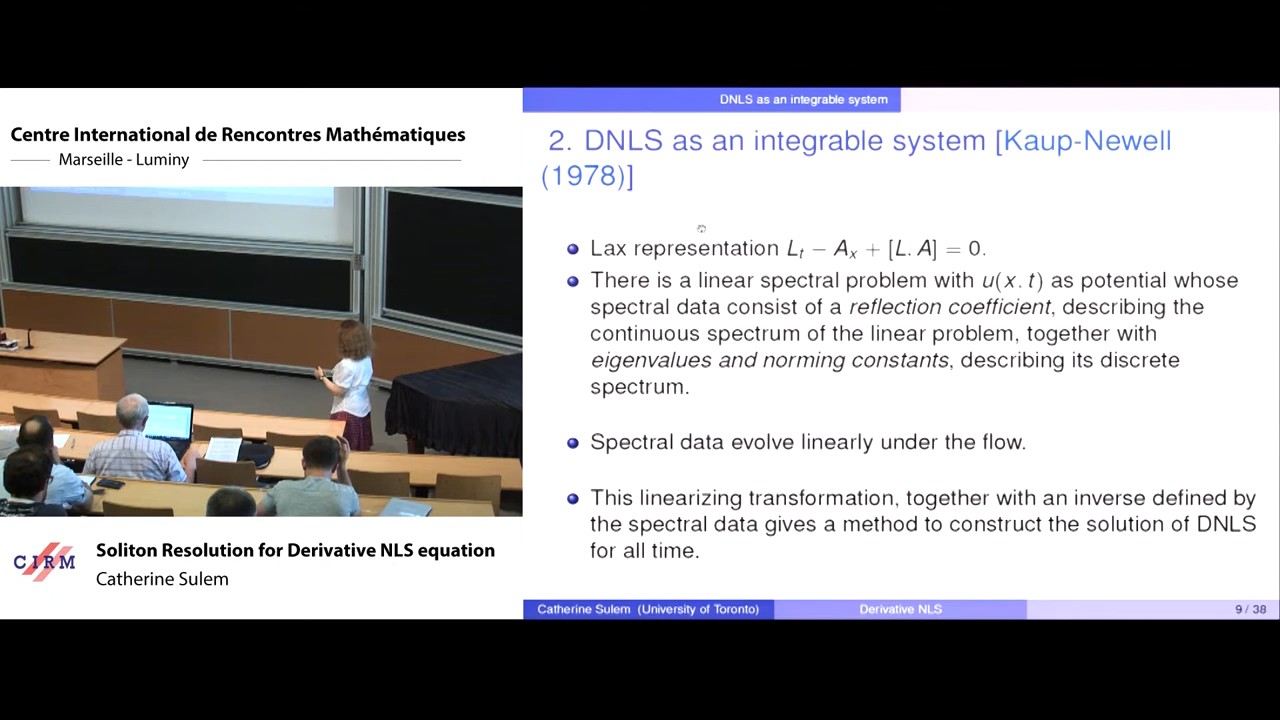 Centre International de Rencontres Mathématiques
Marseille - Luminy
CIRM
Soliton Resolution for Derivative NLS equation
Catherine Sulem
DNLS as an integrable system
2. DNLS as an integrable system [Kaup-Newell
(1978)]
Lax representation Lₜ − Aₓ + [L. A] = 0.
There is a linear spectral problem with u(x. t) as potential whose
spectral data consist of a reflection coefficient, describing the
continuous spectrum of the linear problem, together with
eigenvalues and norming constants, describing its discrete
spectrum.
Spectral data evolve linearly under the flow.
This linearizing transformation, together with an inverse defined by
the spectral data gives a method to construct the solution of DNLS
for all time.
Catherine Sulem (University of Toronto)
Derivative NLS
9 / 38